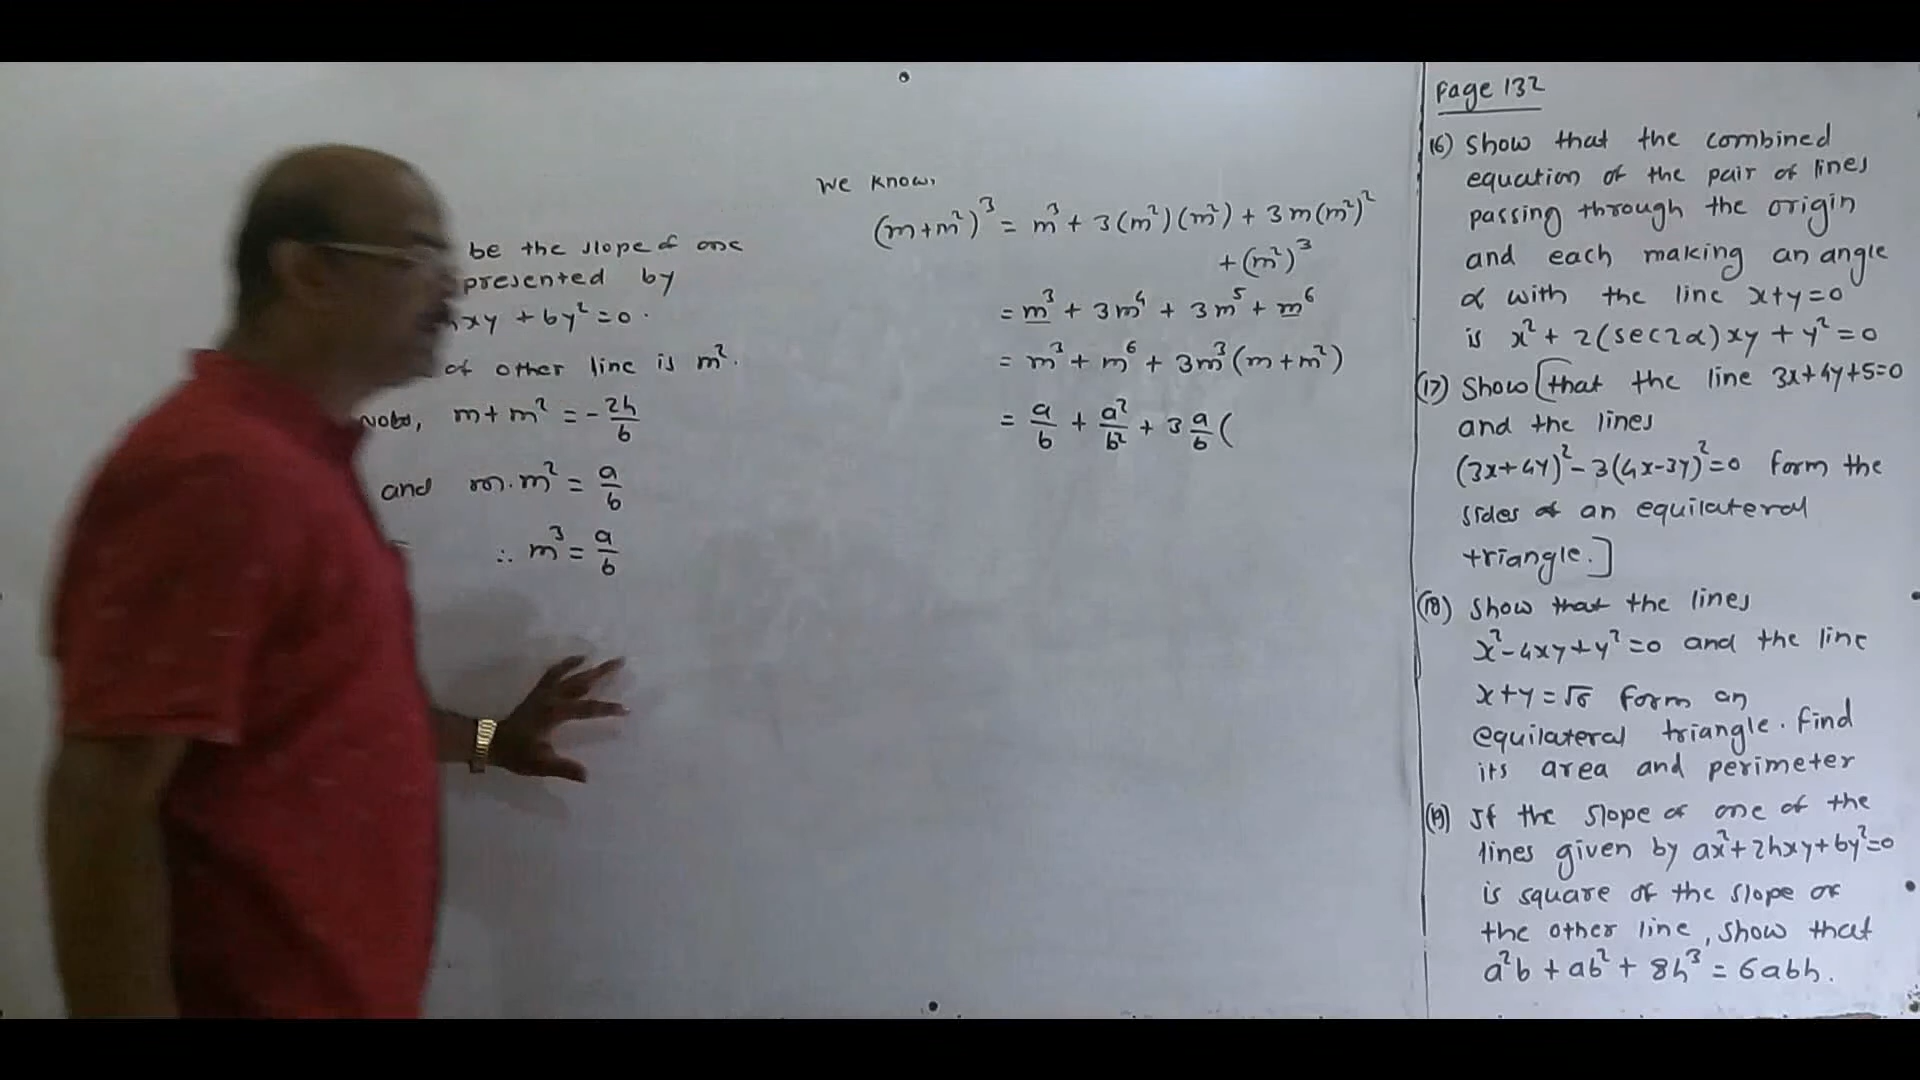 be the slope of one
presented by
hxy + by² = 0.
of other line is m².
Now, m + m² = -2h/b
and m.m² = a/b
∴ m³ = a/b
We know,
(m+m²)³ = m³ + 3(m²)(m²) + 3m(m²)²
+ (m²)³
= m³ + 3m⁴ + 3m⁵ + m⁶
= m³ + m⁶ + 3m³(m+m²)
= a/b + a²/b² + 3 a/b (
Page 132
16) Show that the combined
equation of the pair of lines
passing through the origin
and each making an angle
α with the line x+y=0
is x² + 2(sec2α)xy + y² = 0
(17) Show [that the line 3x+4y+5=0
and the lines
(3x+4y)² - 3(4x-3y)² = 0 form the
sides of an equilateral
triangle.]
(18) Show that the lines
x² - 4xy + y² = 0 and the line
x+y = √6 form an
equilateral triangle. Find
its area and perimeter
(19) If the slope of one of the
lines given by ax²+2hxy+by²=0
is square of the slope of
the other line, show that
a²b + ab² + 8h³ = 6abh.